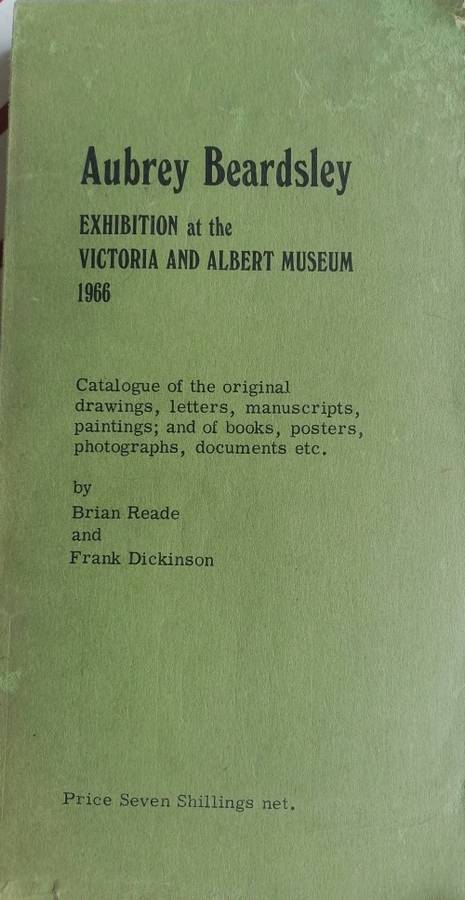 Aubrey Beardsley
EXHIBITION at the
VICTORIA AND ALBERT MUSEUM
1966
Catalogue of the original
drawings, letters, manuscripts,
paintings; and of books, posters,
photographs, documents etc.
by
Brian Reade
and
Frank Dickinson
Price Seven Shillings net.